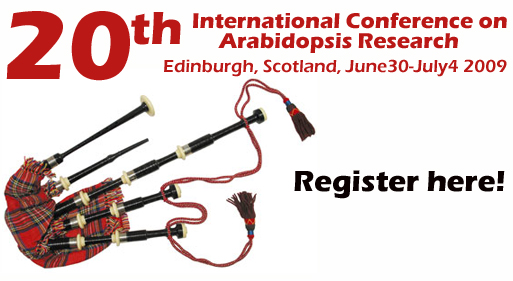 20th International Conference on
Arabidopsis Research
Edinburgh, Scotland, June30-July4 2009
Register here!